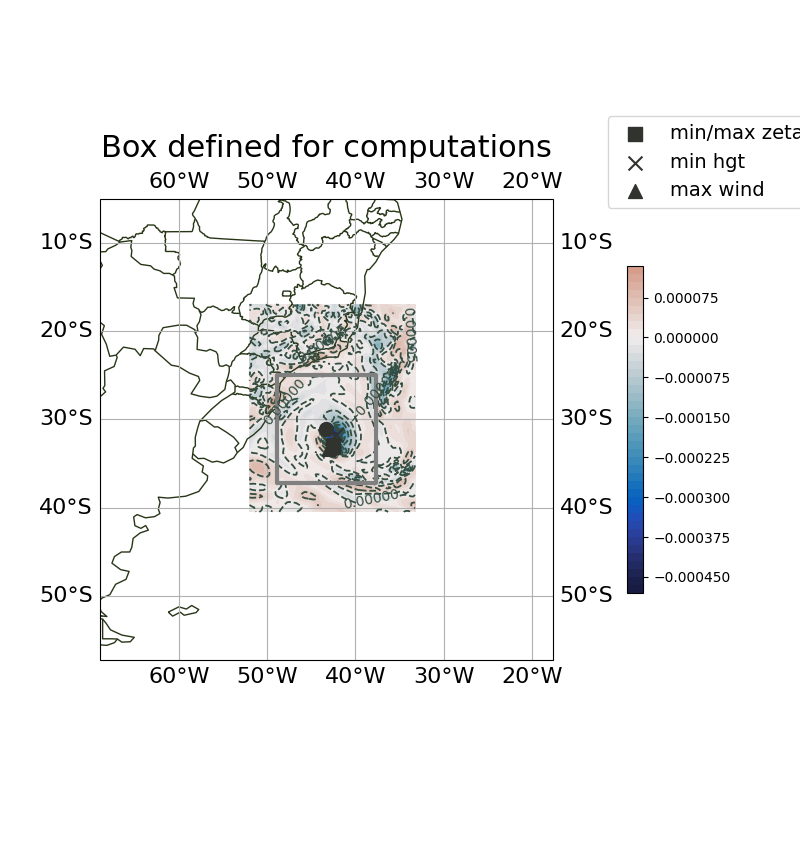 Box defined for computations
min/max zeta
min hgt
max wind
60°W 50°W 40°W 30°W 20°W
10°S 10°S
20°S 20°S
30°S 30°S
40°S 40°S
50°S 50°S
60°W 50°W 40°W 30°W 20°W
0.000075
0.000000
−0.000075
−0.000150
−0.000225
−0.000300
−0.000375
−0.000450
0.00000